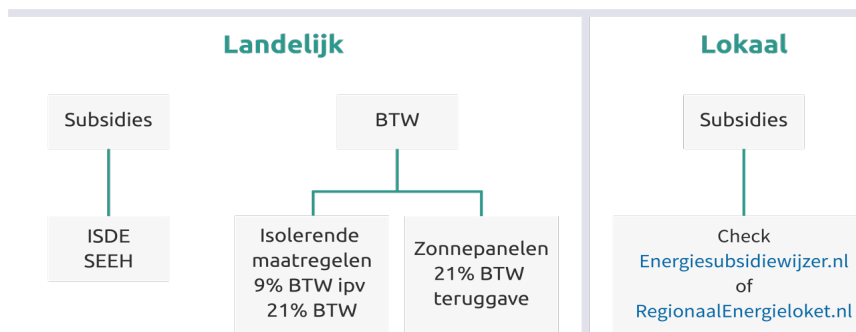 Landelijk
Subsidies
BTW
ISDE
SEEH
Isolerende
maatregelen
9% BTW ipv
21% BTW
Zonnepanelen
21% BTW
teruggave
Lokaal
Subsidies
Check
Energiesubsidiewijzer.nl
of
RegionaalEnergieloket.nl